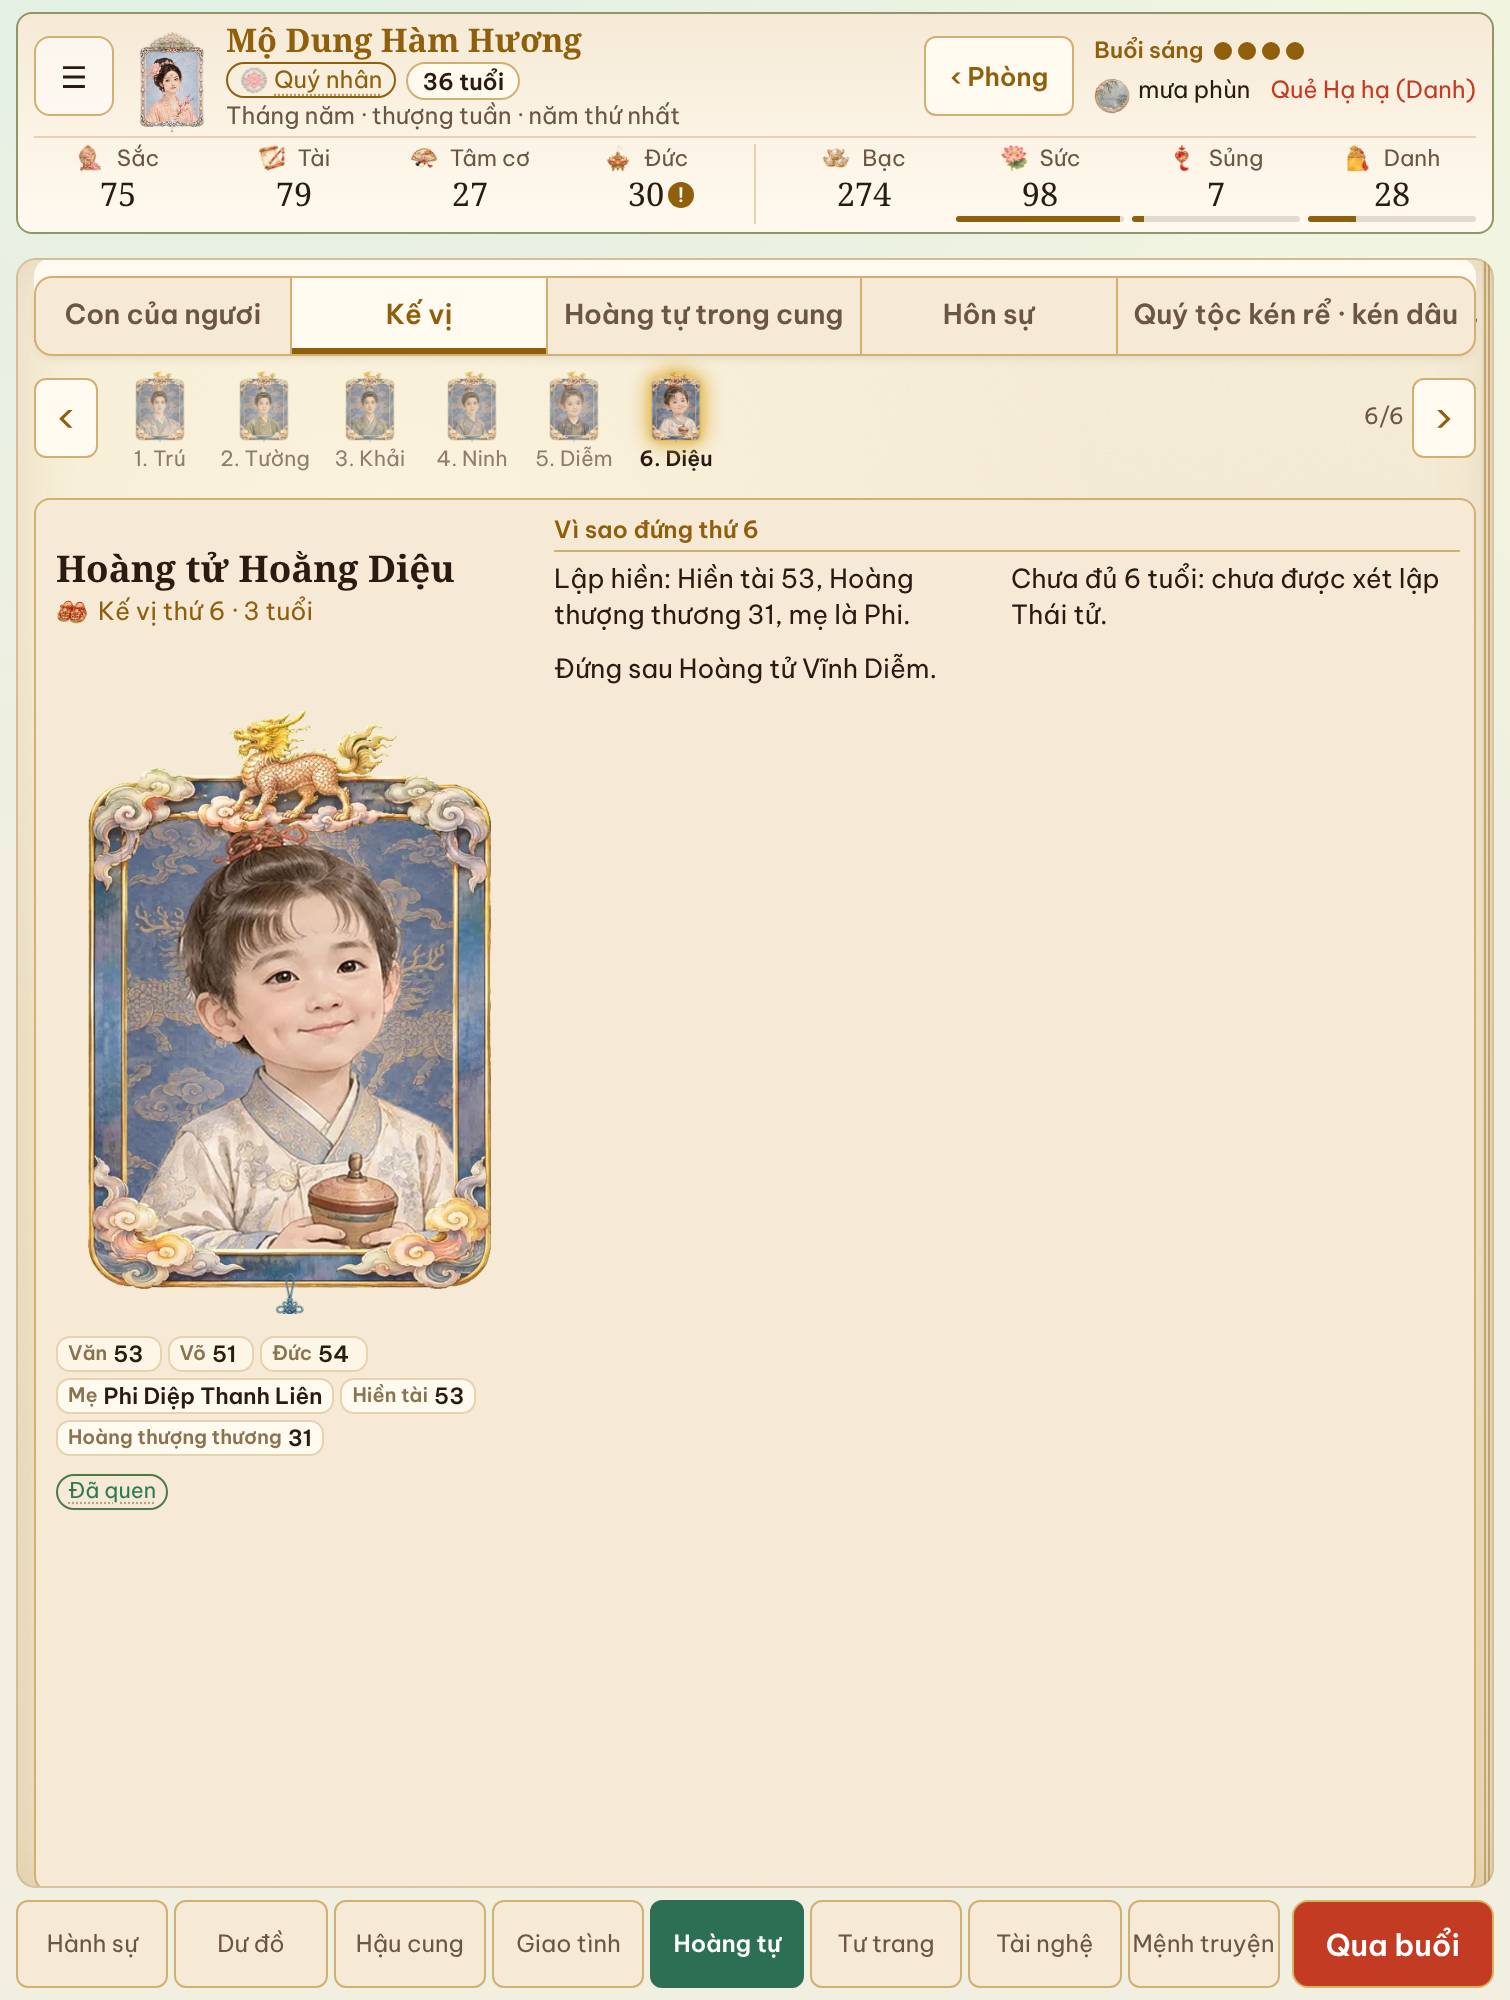 ☰
Mộ Dung Hàm Hương
Quý nhân 36 tuổi
Tháng năm · thượng tuần · năm thứ nhất
‹ Phòng
Buổi sáng
mưa phùn Quẻ Hạ hạ (Danh)
Sắc Tài Tâm cơ Đức Bạc Sức Sủng Danh
75 79 27 30 ! 274 98 7 28
Con của ngươi Kế vị Hoàng tự trong cung Hôn sự Quý tộc kén rể · kén dâu
‹ 6/6 ›
1. Trú 2. Tường 3. Khải 4. Ninh 5. Diễm 6. Diệu
Hoàng tử Hoằng Diệu
Kế vị thứ 6 · 3 tuổi
Vì sao đứng thứ 6
Lập hiền: Hiền tài 53, Hoàng
thượng thương 31, mẹ là Phi.
Đứng sau Hoàng tử Vĩnh Diễm.
Chưa đủ 6 tuổi: chưa được xét lập
Thái tử.
Văn 53 Võ 51 Đức 54
Mẹ Phi Diệp Thanh Liên Hiền tài 53
Hoàng thượng thương 31
Đã quen
Hành sự Dư đồ Hậu cung Giao tình Hoàng tự Tư trang Tài nghệ Mệnh truyện Qua buổi